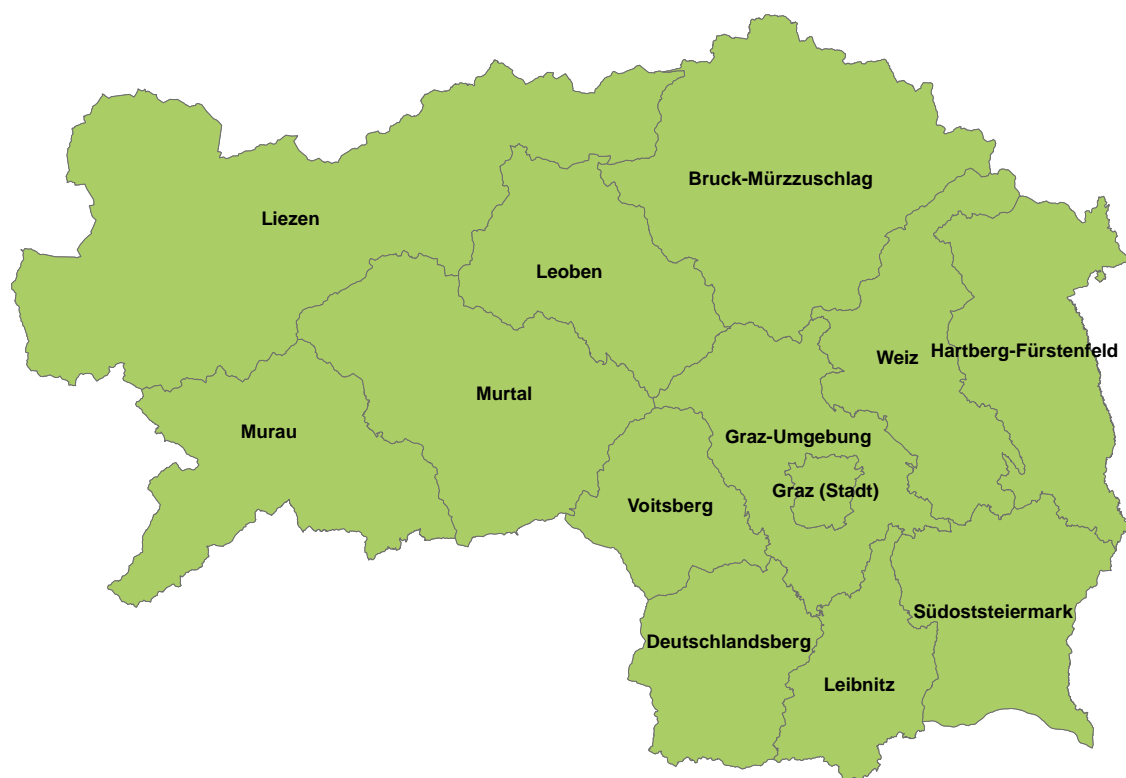 Bruck-Mürzzuschlag
Liezen
Leoben
Hartberg-Fürstenfeld
Weiz
Murtal
Murau
Graz-Umgebung
Graz (Stadt)
Voitsberg
Südoststeiermark
Deutschlandsberg
Leibnitz